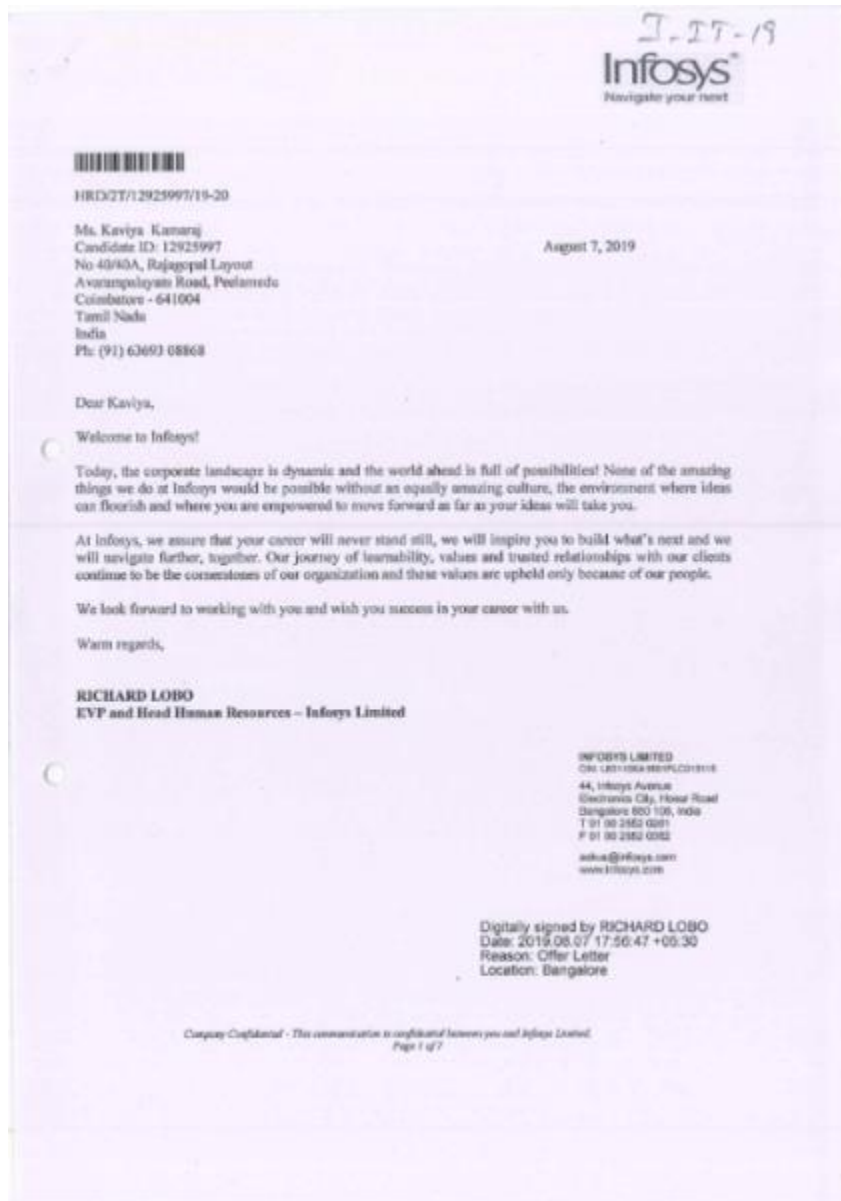 I-IT-19
Infosys
Navigate your next
HRD/2T/12925997/19-20
Ms. Kaviya Kamaraj
Candidate ID: 12925997
August 7, 2019
No 40/40A, Rajagopal Layout
Avarampalayam Road, Peelamedu
Coimbatore - 641004
Tamil Nadu
India
Ph: (91) 63693 08868
Dear Kaviya,
Welcome to Infosys!
Today, the corporate landscape is dynamic and the world ahead is full of possibilities! None of the amazing
things we do at Infosys would be possible without an equally amazing culture, the environment where ideas
can flourish and where you are empowered to move forward as far as your ideas will take you.
At Infosys, we assure that your career will never stand still, we will inspire you to build what's next and we
will navigate further, together. Our journey of learnability, values and trusted relationships with our clients
continue to be the cornerstones of our organization and these values are upheld only because of our people.
We look forward to working with you and wish you success in your career with us.
Warm regards,
RICHARD LOBO
EVP and Head Human Resources – Infosys Limited
INFOSYS LIMITED
44, Infosys Avenue
Electronics City, Hosur Road
Bangalore 560 100, India
askus@infosys.com
www.infosys.com
Digitally signed by RICHARD LOBO
Date: 2019.08.07 17:56:47 +05:30
Reason: Offer Letter
Location: Bangalore
Company Confidential - This communication is confidential between you and Infosys Limited.
Page 1 of 7